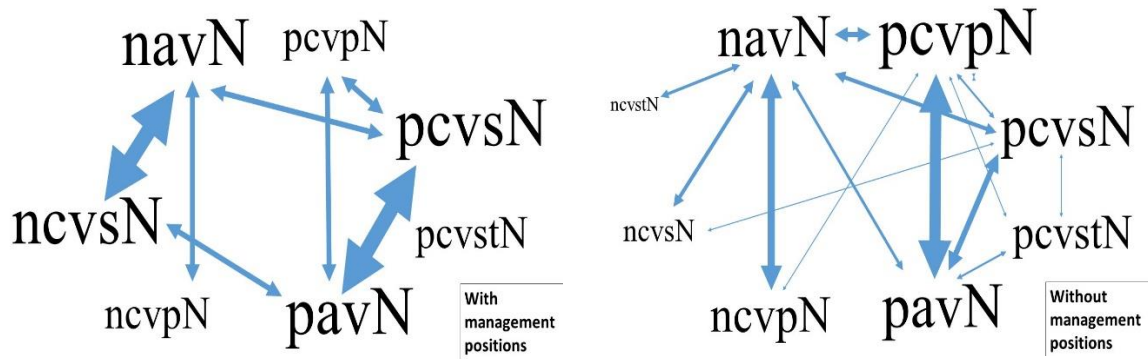 navN
pcvpN
pcvsN
ncvsN
pcvstN
ncvpN
pavN
With
management
positions
navN
pcvpN
ncvstN
pcvsN
ncvsN
pcvstN
ncvpN
pavN
Without
management
positions